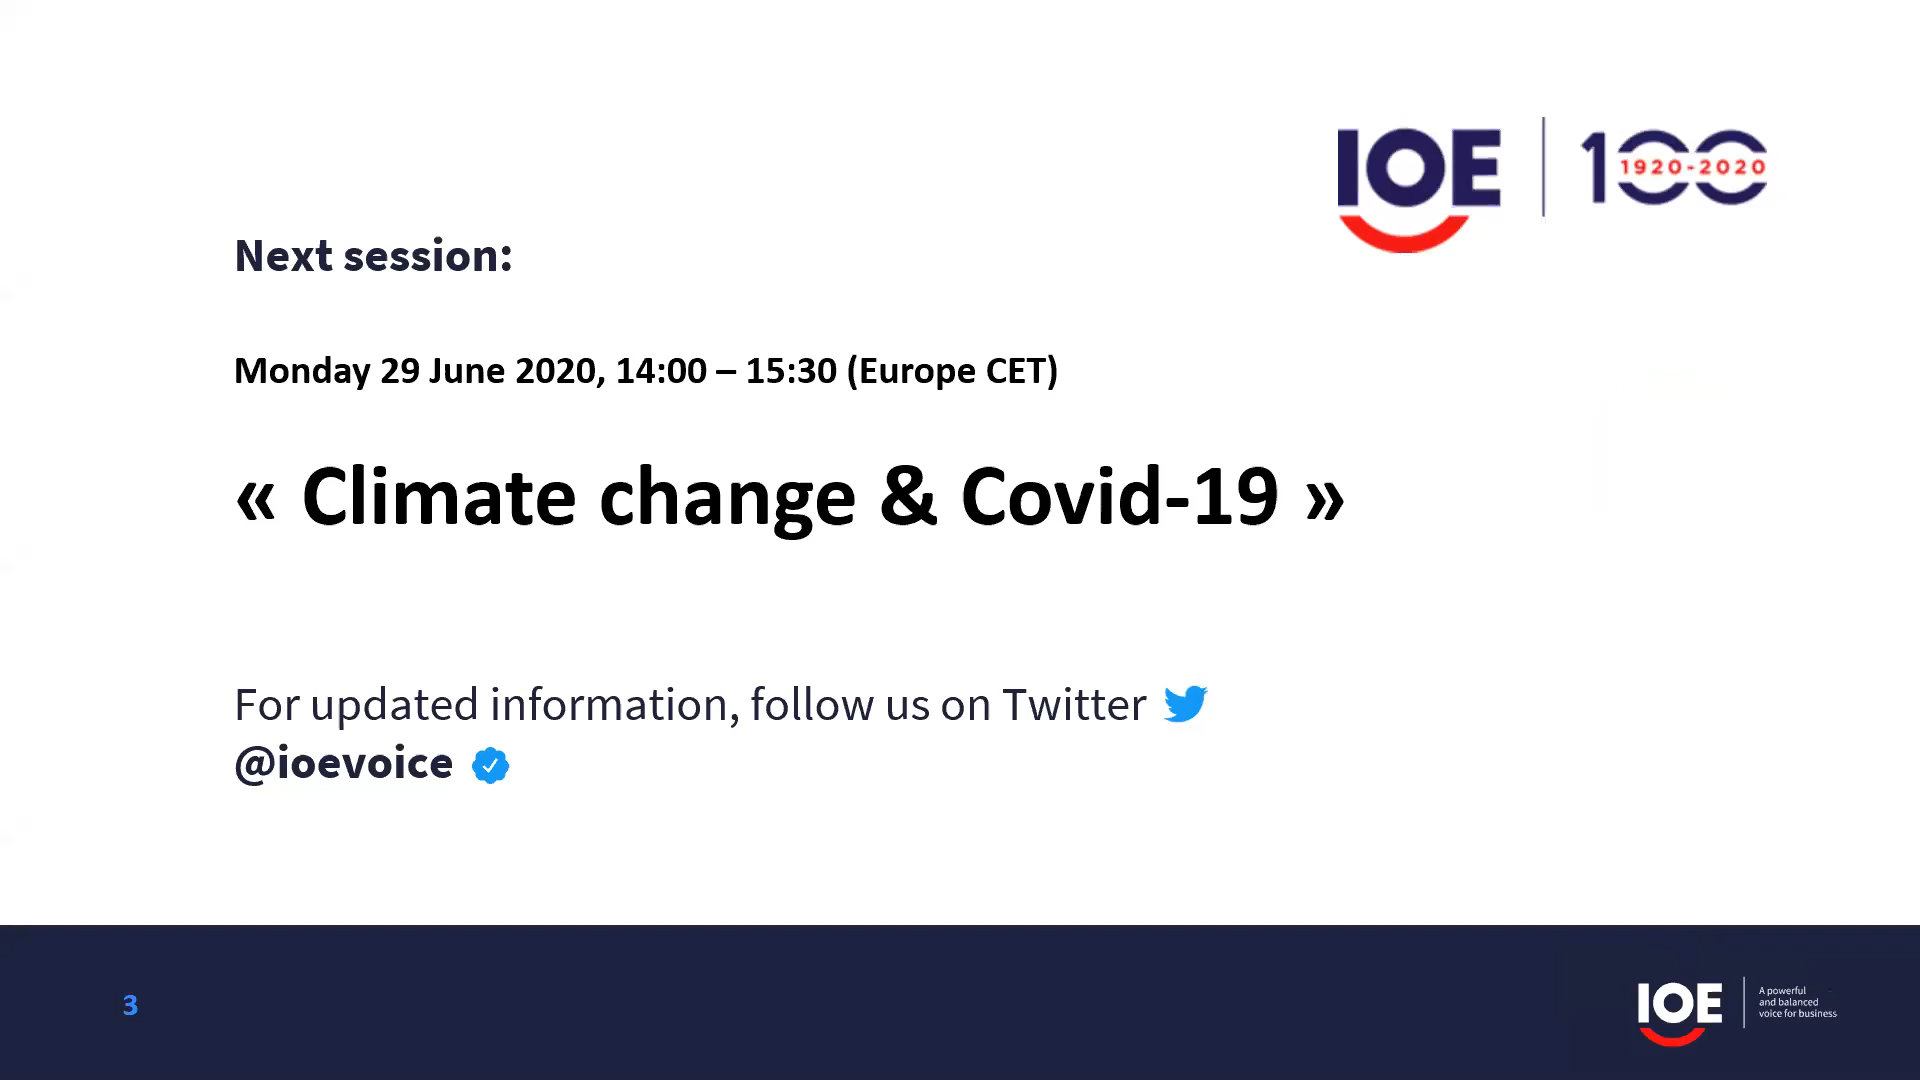 IOE 100
1920-2020
Next session:
Monday 29 June 2020, 14:00 – 15:30 (Europe CET)
« Climate change & Covid-19 »
For updated information, follow us on Twitter
@ioevoice
3
IOE
A powerful
and balanced
voice for business